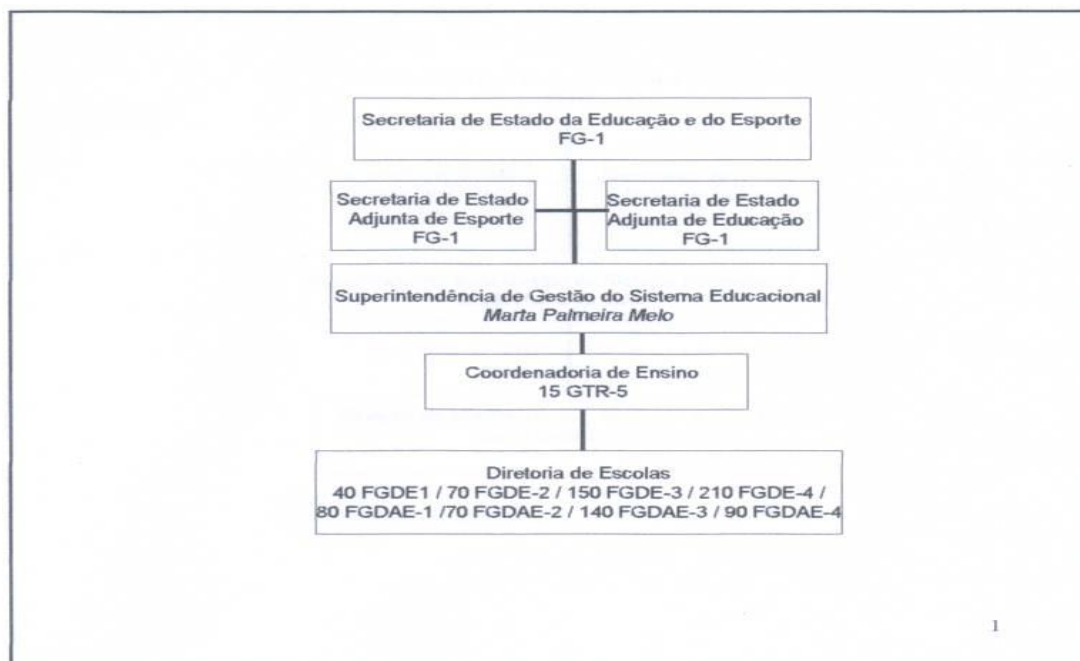 Secretaria de Estado da Educação e do Esporte
FG-1
Secretaria de Estado
Adjunta de Esporte
FG-1
Secretaria de Estado
Adjunta de Educação
FG-1
Superintendência de Gestão do Sistema Educacional
Marta Palmeira Melo
Coordenadoria de Ensino
15 GTR-5
Diretoria de Escolas
40 FGDE1 / 70 FGDE-2 / 150 FGDE-3 / 210 FGDE-4 /
80 FGDAE-1 /70 FGDAE-2 / 140 FGDAE-3 / 90 FGDAE-4
1